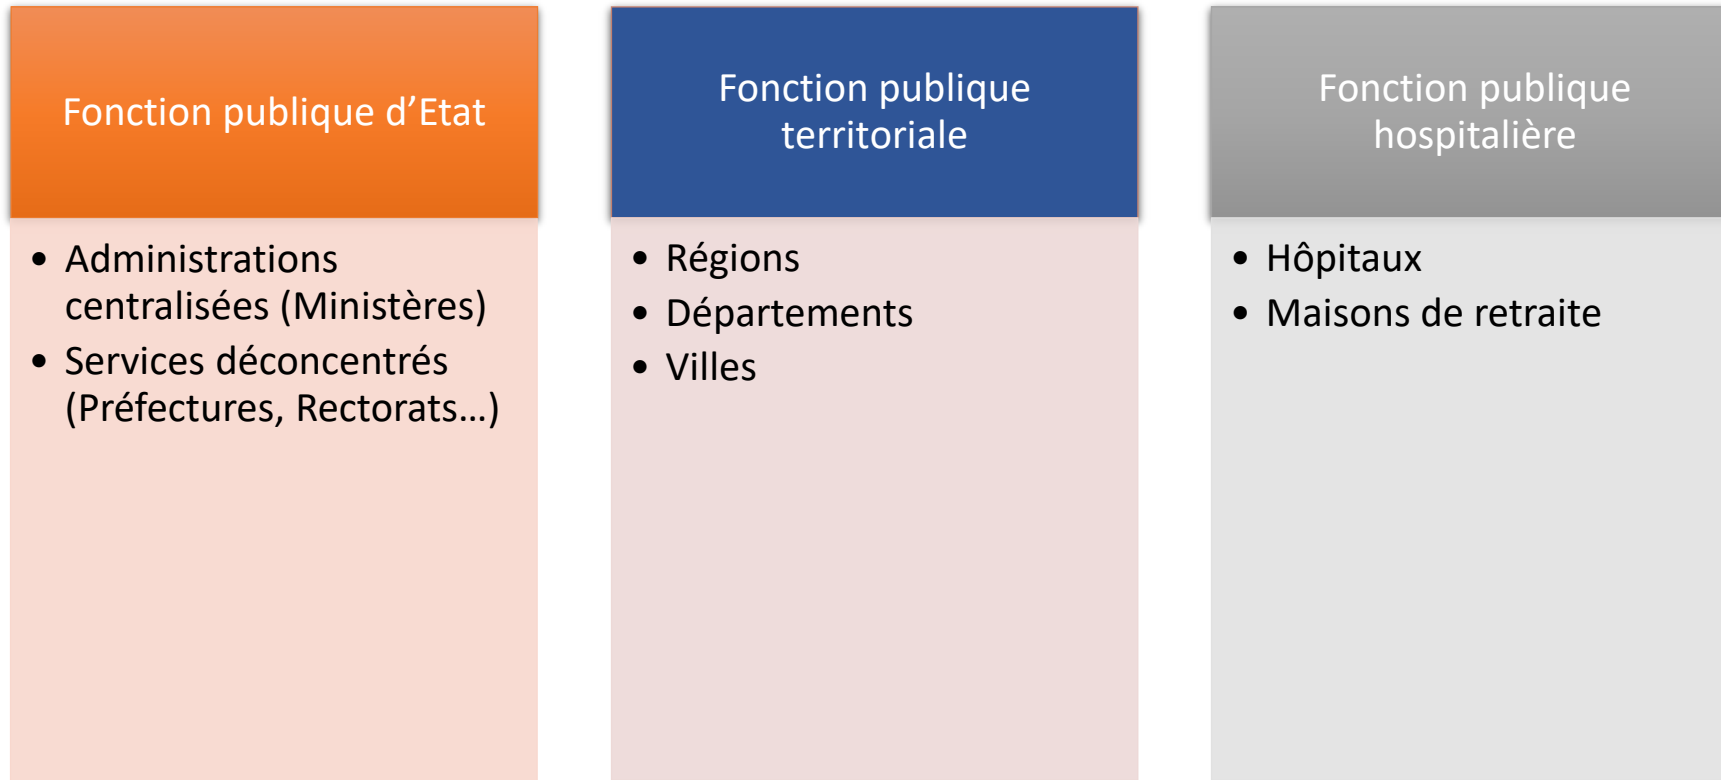 Fonction publique d’Etat
• Administrations
centralisées (Ministères)
• Services déconcentrés
(Préfectures, Rectorats…)
Fonction publique
territoriale
• Régions
• Départements
• Villes
Fonction publique
hospitalière
• Hôpitaux
• Maisons de retraite